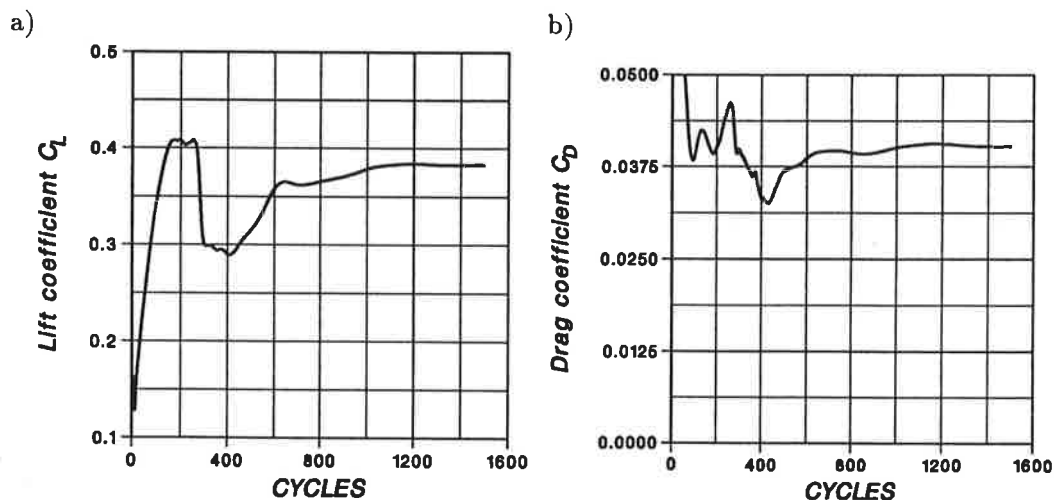 a)
0.5
0.4
0.3
0.2
0.1
Lift coefficient C_L
0 400 800 1200 1600
CYCLES
b)
0.0500
0.0375
0.0250
0.0125
0.0000
Drag coefficient C_D
0 400 800 1200 1600
CYCLES